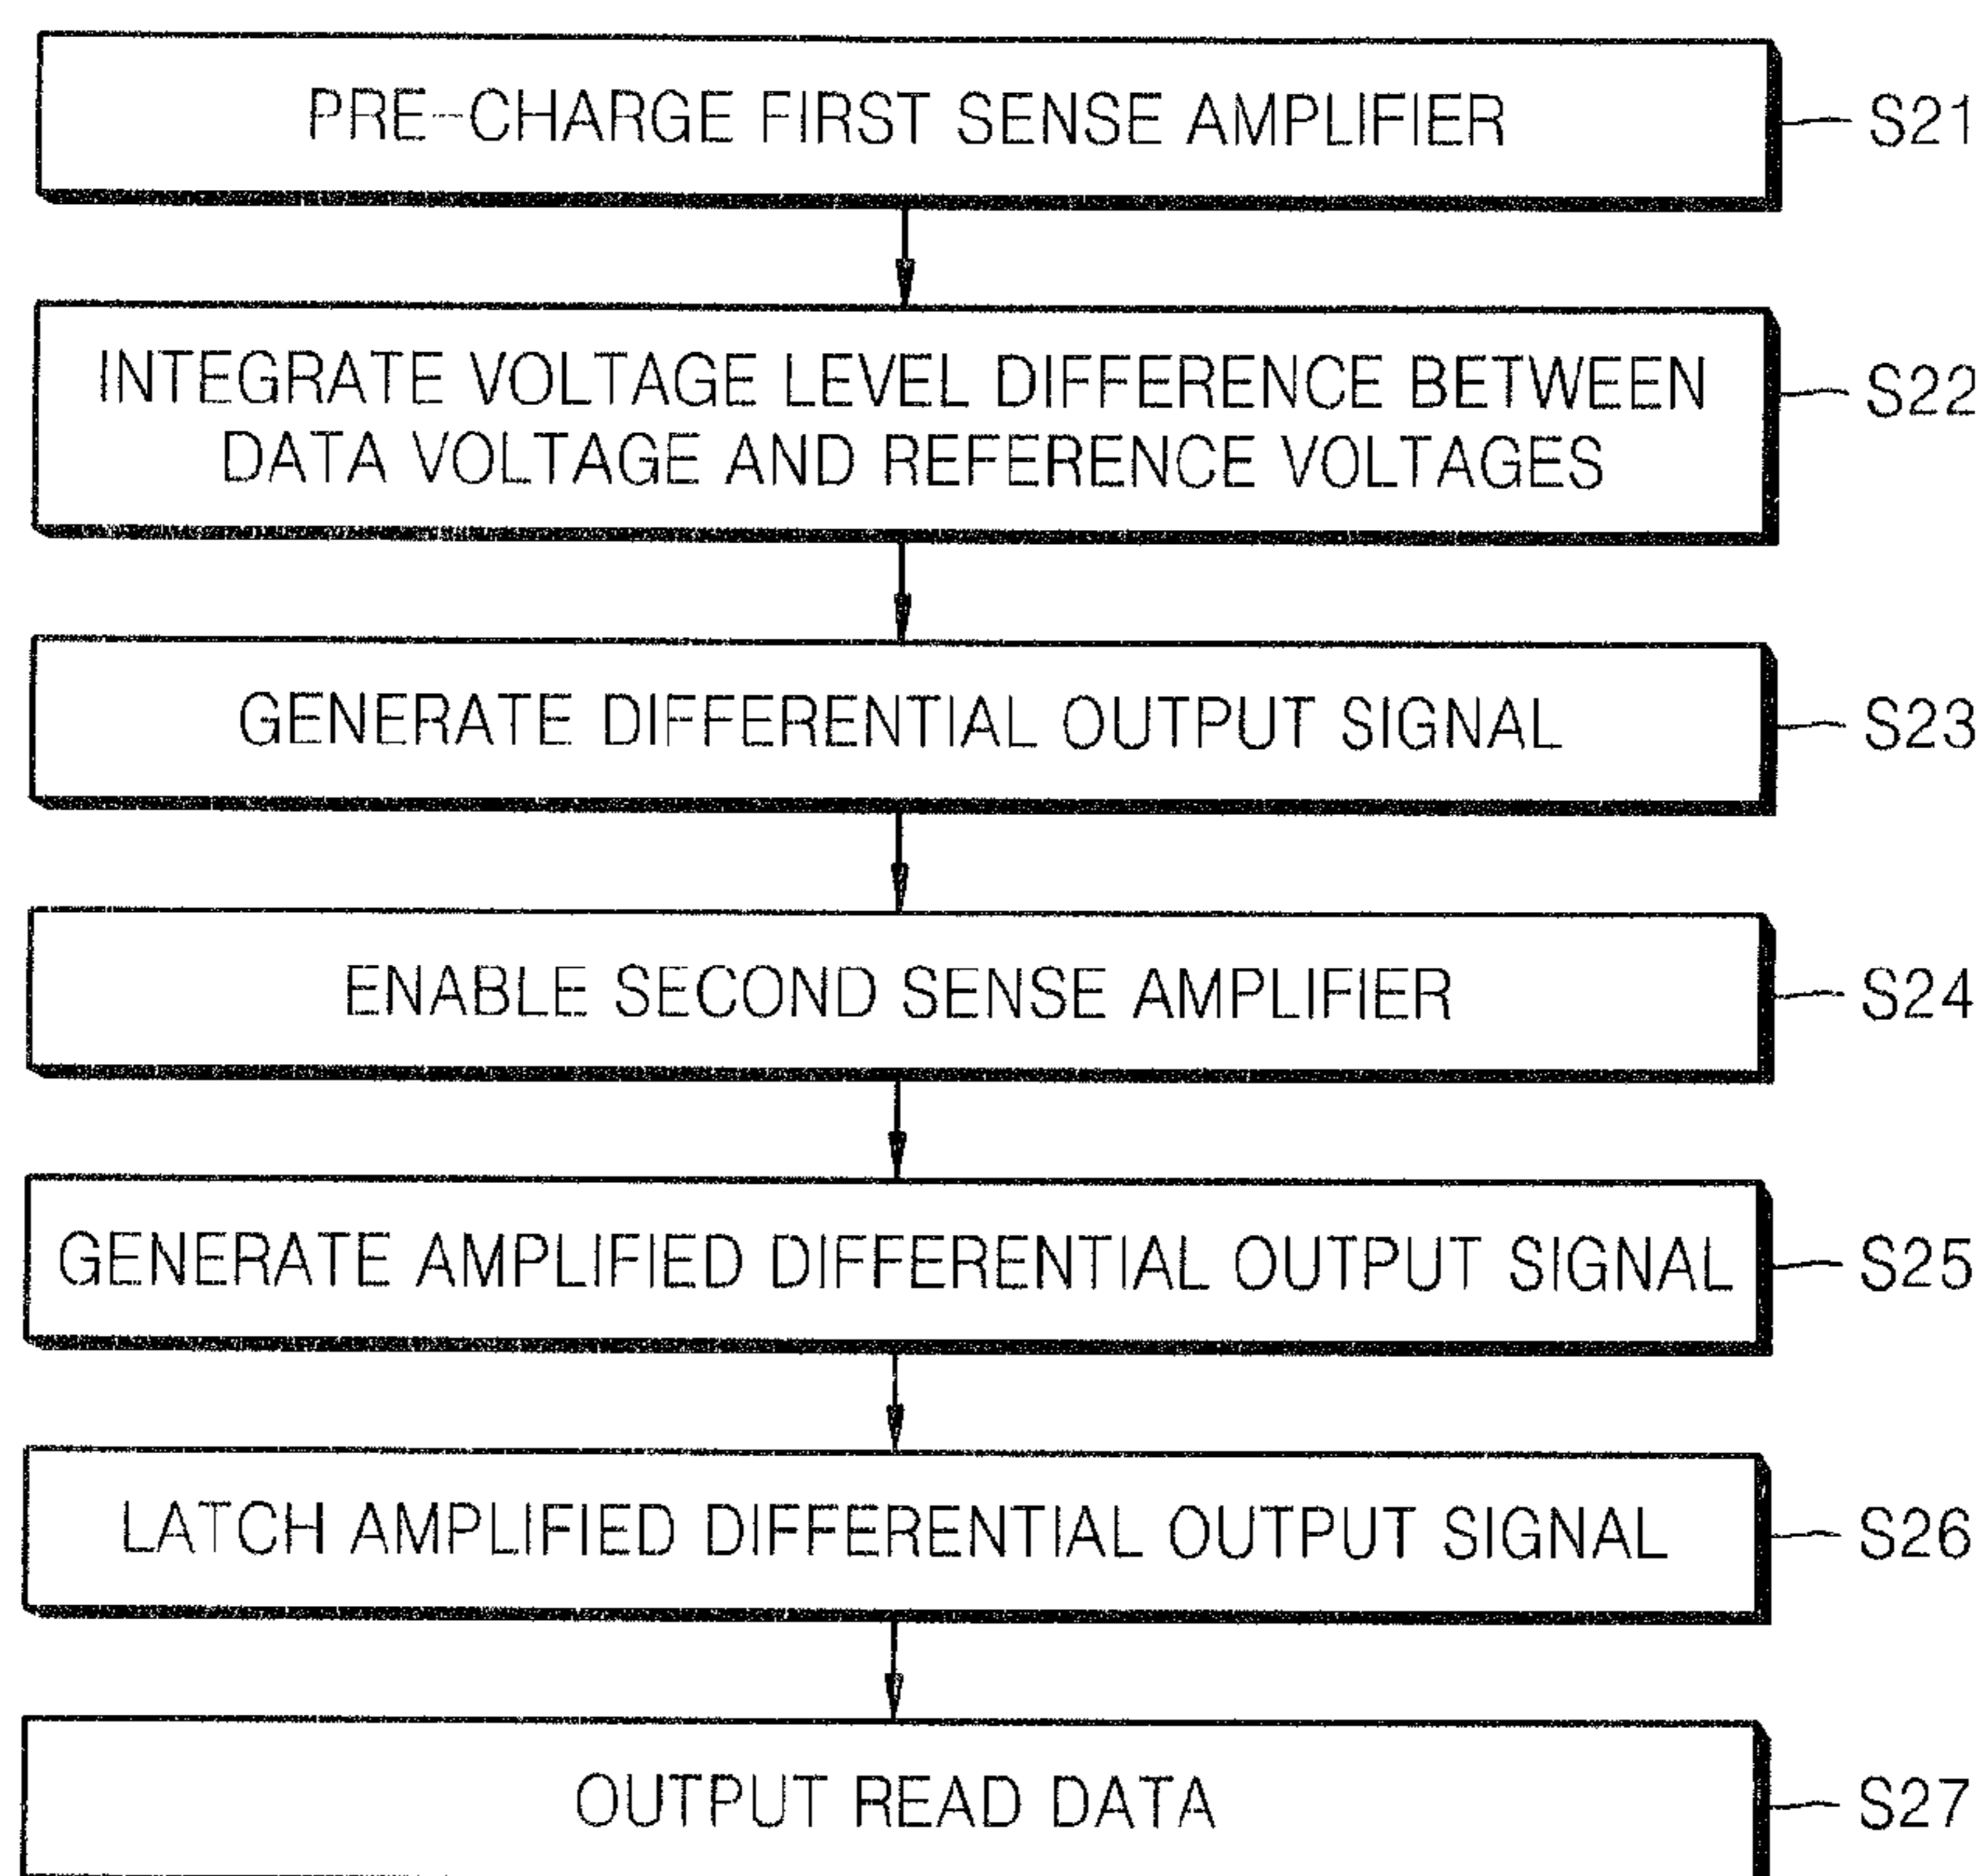 PRE-CHARGE FIRST SENSE AMPLIFIER
S21
INTEGRATE VOLTAGE LEVEL DIFFERENCE BETWEEN
DATA VOLTAGE AND REFERENCE VOLTAGES
S22
GENERATE DIFFERENTIAL OUTPUT SIGNAL
S23
ENABLE SECOND SENSE AMPLIFIER
S24
GENERATE AMPLIFIED DIFFERENTIAL OUTPUT SIGNAL
S25
LATCH AMPLIFIED DIFFERENTIAL OUTPUT SIGNAL
S26
OUTPUT READ DATA
S27